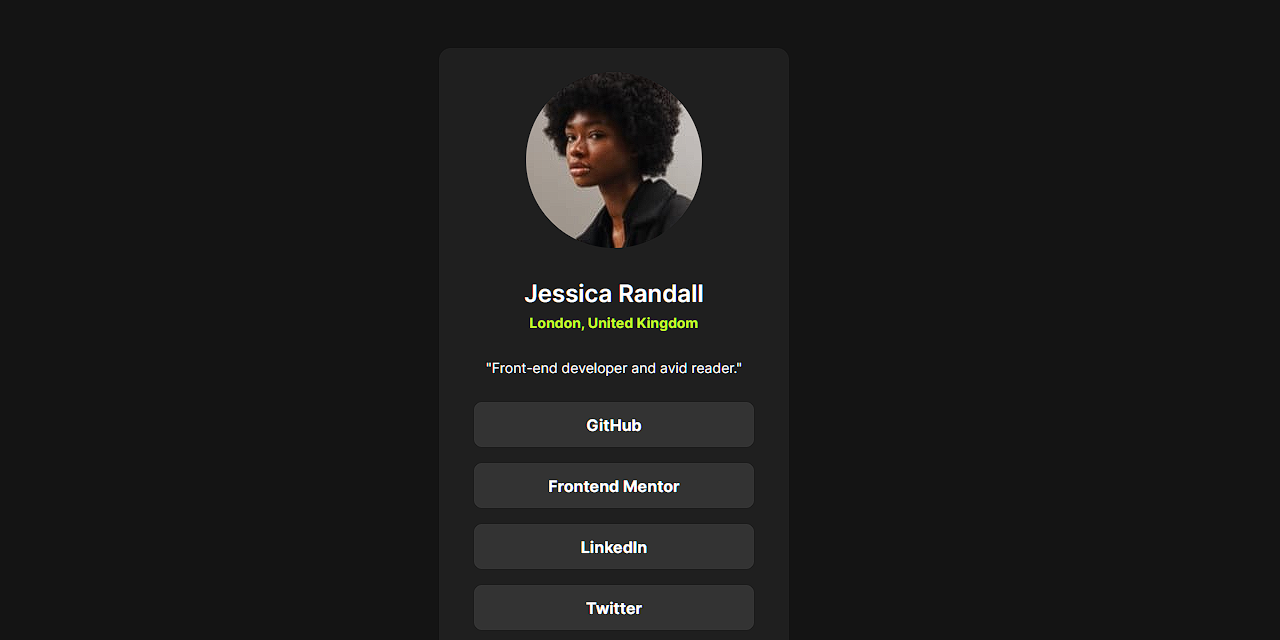 Jessica Randall
London, United Kingdom
"Front-end developer and avid reader."
GitHub
Frontend Mentor
LinkedIn
Twitter